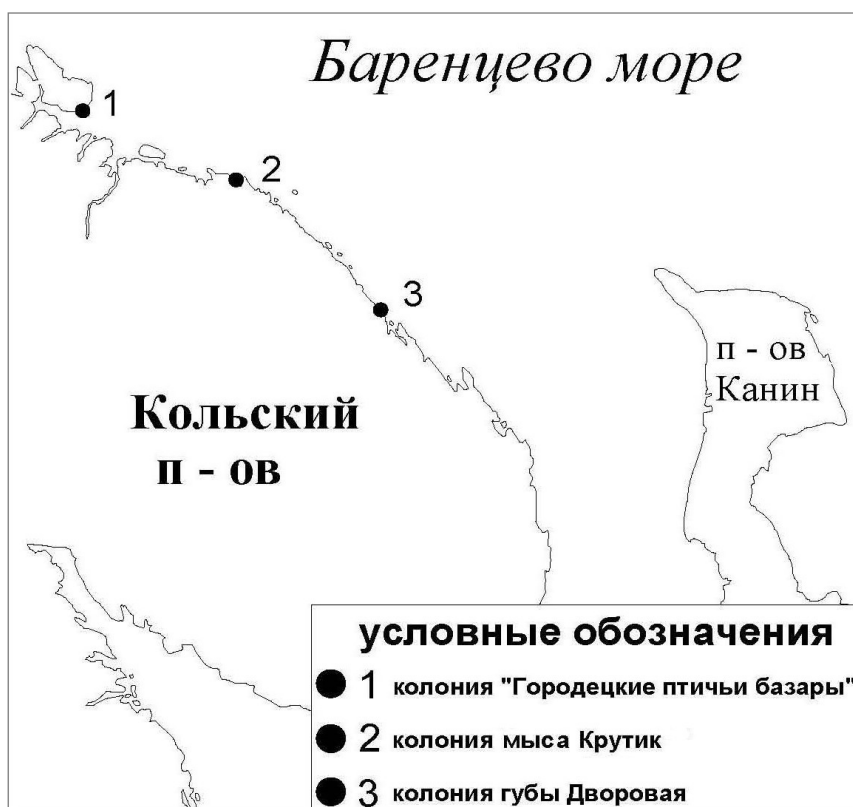 Баренцево море
1
2
3
п - ов
Канин
Кольский
п - ов
условные обозначения
1 колония "Городецкие птичьи базары"
2 колония мыса Крутик
3 колония губы Дворовая